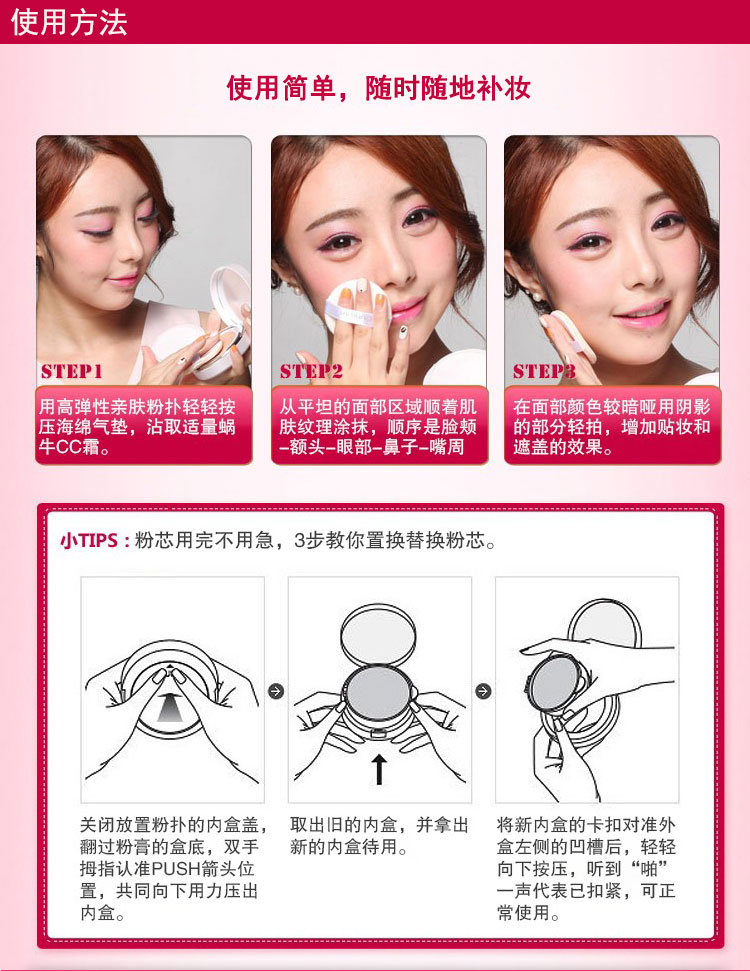 使用方法
使用简单，随时随地补妆
STEP1
用高弹性亲肤粉扑轻轻按
压海绵气垫，沾取适量蜗
牛CC霜。
STEP2
从平坦的面部区域顺着肌
肤纹理涂抹，顺序是脸颊
–额头–眼部–鼻子–嘴周
STEP3
在面部颜色较暗哑用阴影
的部分轻拍，增加贴妆和
遮盖的效果。
小TIPS：粉芯用完不用急，3步教你置换替换粉芯。
关闭放置粉扑的内盒盖，
翻过粉膏的盒底，双手
拇指认准PUSH箭头位
置，共同向下用力压出
内盒。
取出旧的内盒，并拿出
新的内盒待用。
将新内盒的卡扣对准外
盒左侧的凹槽后，轻轻
向下按压，听到“啪”
一声代表已扣紧，可正
常使用。